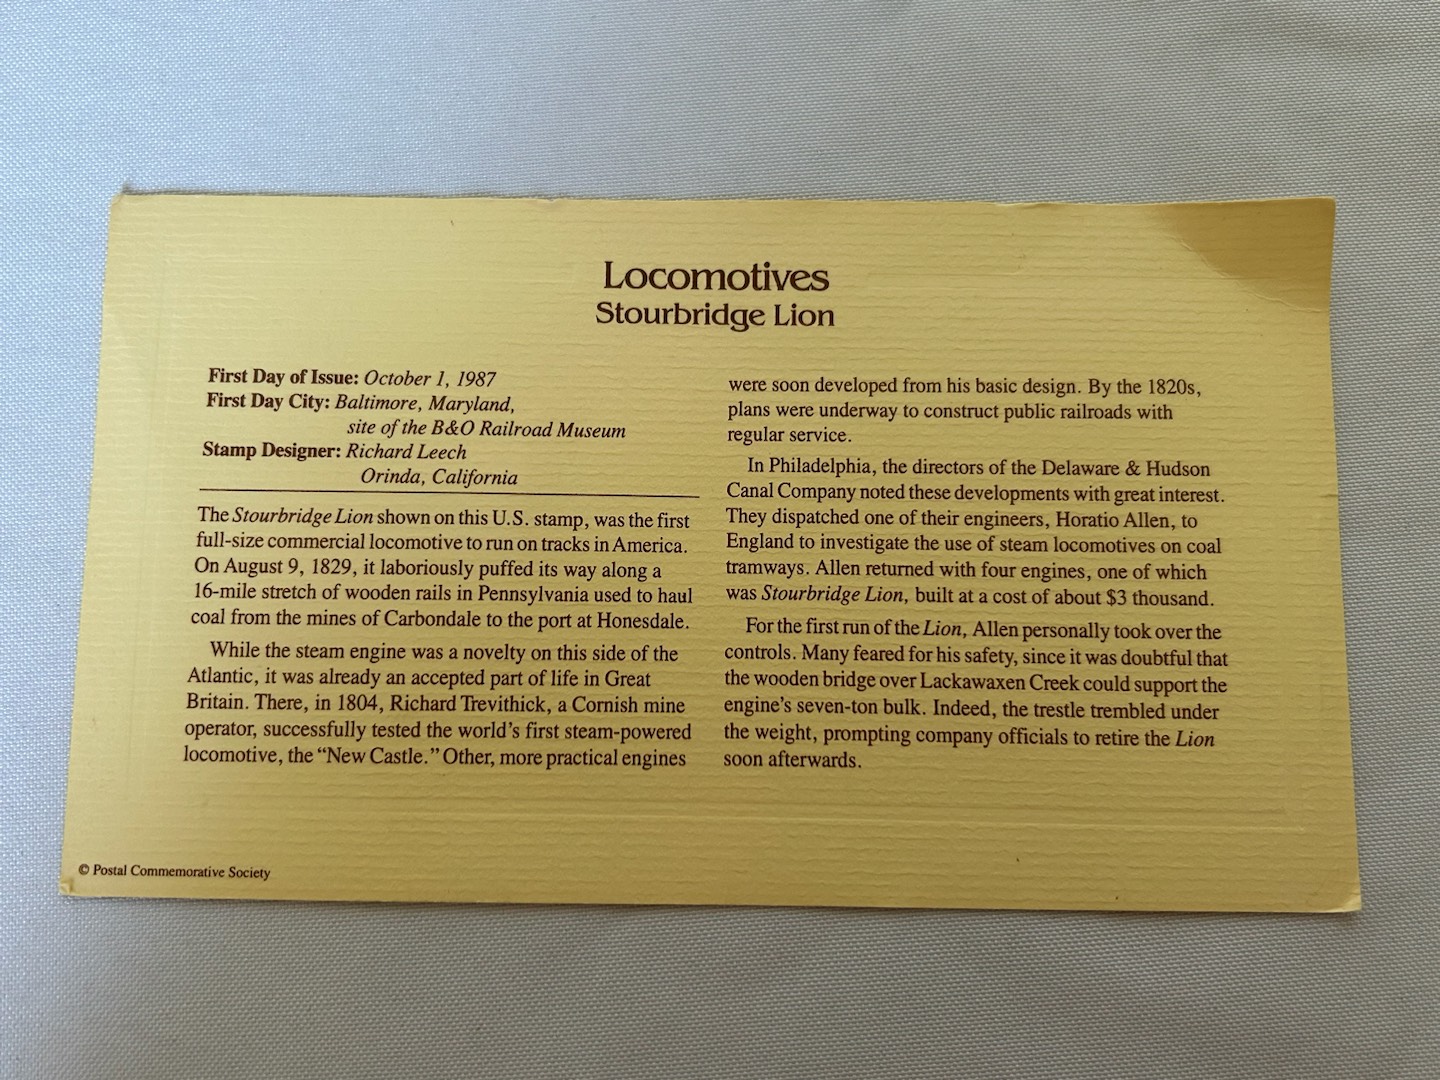 Locomotives
Stourbridge Lion
First Day of Issue: October 1, 1987
First Day City: Baltimore, Maryland,
site of the B&O Railroad Museum
Stamp Designer: Richard Leech
Orinda, California
The Stourbridge Lion shown on this U.S. stamp, was the first
full-size commercial locomotive to run on tracks in America.
On August 9, 1829, it laboriously puffed its way along a
16-mile stretch of wooden rails in Pennsylvania used to haul
coal from the mines of Carbondale to the port at Honesdale.
While the steam engine was a novelty on this side of the
Atlantic, it was already an accepted part of life in Great
Britain. There, in 1804, Richard Trevithick, a Cornish mine
operator, successfully tested the world's first steam-powered
locomotive, the “New Castle.” Other, more practical engines
were soon developed from his basic design. By the 1820s,
plans were underway to construct public railroads with
regular service.
In Philadelphia, the directors of the Delaware & Hudson
Canal Company noted these developments with great interest.
They dispatched one of their engineers, Horatio Allen, to
England to investigate the use of steam locomotives on coal
tramways. Allen returned with four engines, one of which
was Stourbridge Lion, built at a cost of about $3 thousand.
For the first run of the Lion, Allen personally took over the
controls. Many feared for his safety, since it was doubtful that
the wooden bridge over Lackawaxen Creek could support the
engine's seven-ton bulk. Indeed, the trestle trembled under
the weight, prompting company officials to retire the Lion
soon afterwards.
© Postal Commemorative Society